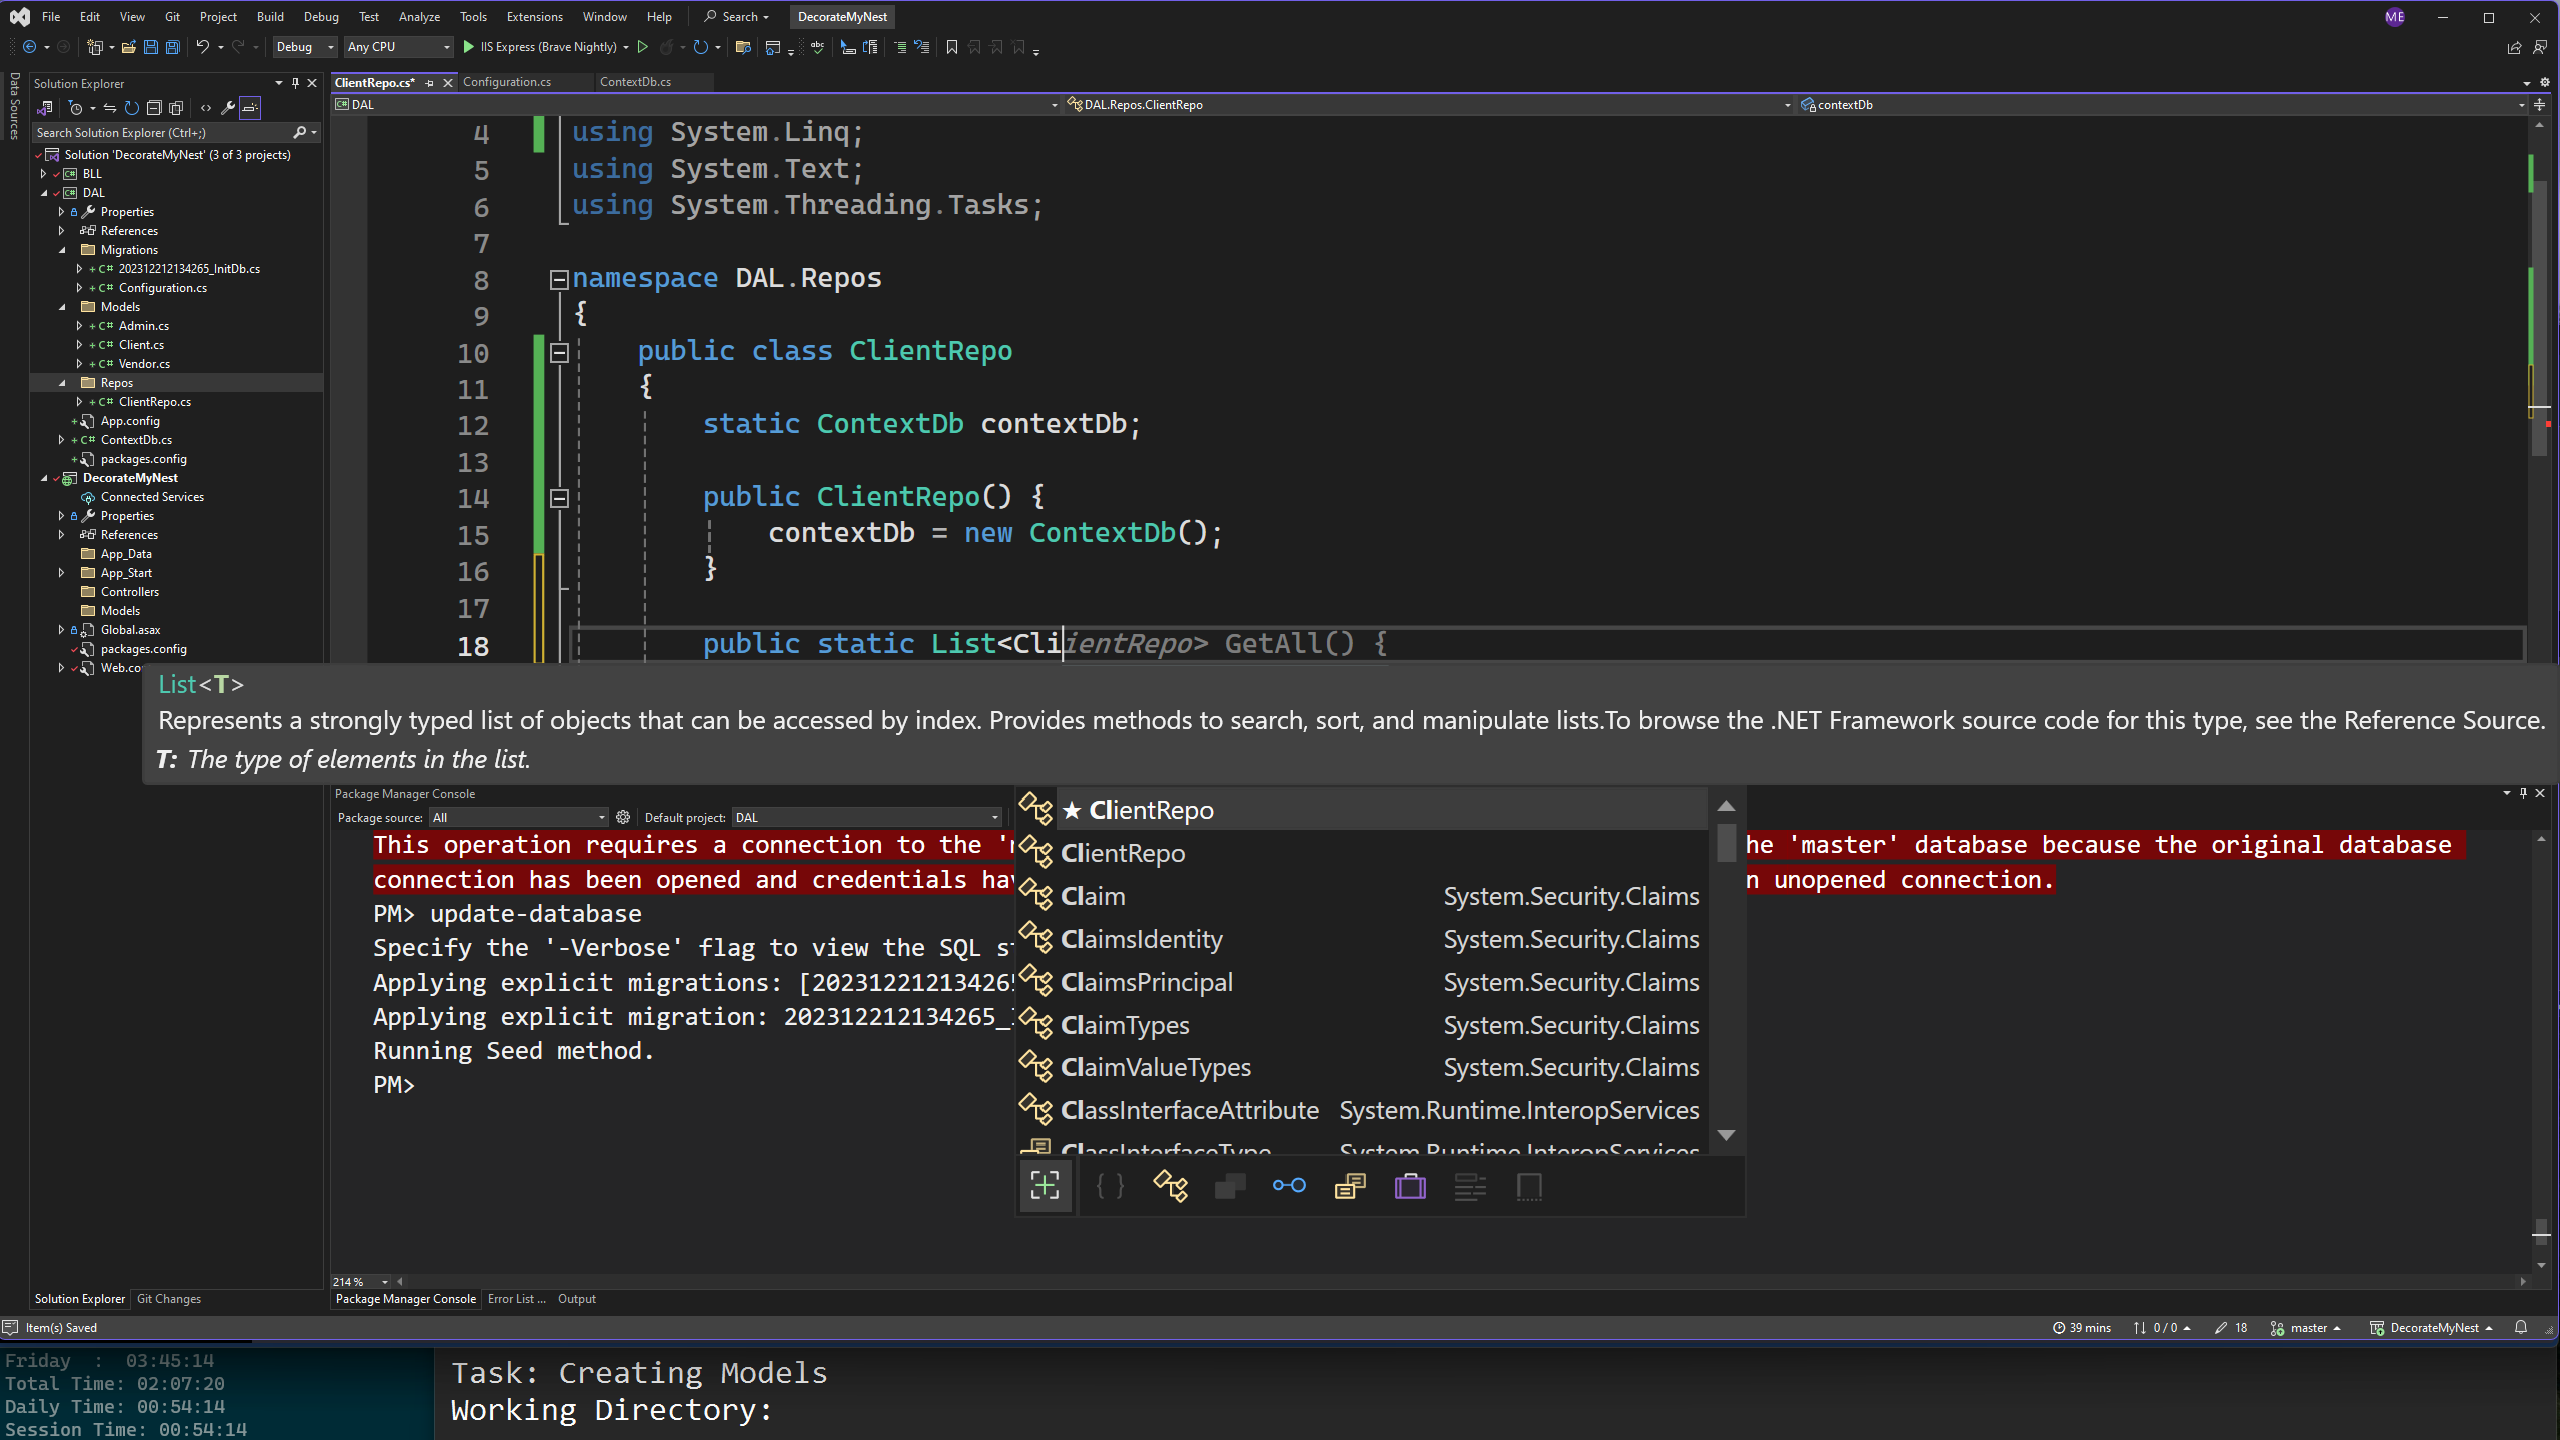 File Edit View Git Project Build Debug Test Analyze Tools Extensions Window Help Search DecorateMyNest ME
Debug Any CPU IIS Express (Brave Nightly)
Data Sources
Solution Explorer
Search Solution Explorer (Ctrl+;)
Solution 'DecorateMyNest' (3 of 3 projects)
BLL
DAL
Properties
References
Migrations
202312212134265_InitDb.cs
Configuration.cs
Models
Admin.cs
Client.cs
Vendor.cs
Repos
ClientRepo.cs
App.config
ContextDb.cs
packages.config
DecorateMyNest
Connected Services
Properties
References
App_Data
App_Start
Controllers
Models
Global.asax
packages.config
Web.co
ClientRepo.cs* Configuration.cs ContextDb.cs
DAL DAL.Repos.ClientRepo contextDb
4 using System.Linq;
5 using System.Text;
6 using System.Threading.Tasks;
7
8 namespace DAL.Repos
9 {
10 public class ClientRepo
11 {
12 static ContextDb contextDb;
13
14 public ClientRepo() {
15 contextDb = new ContextDb();
16 }
17
18 public static List<CliientRepo> GetAll() {
List<T>
Represents a strongly typed list of objects that can be accessed by index. Provides methods to search, sort, and manipulate lists.To browse the .NET Framework source code for this type, see the Reference Source.
T: The type of elements in the list.
Package Manager Console
Package source: All Default project: DAL
This operation requires a connection to the ' he 'master' database because the original database
connection has been opened and credentials ha n unopened connection.
PM> update-database
Specify the '-Verbose' flag to view the SQL s
Applying explicit migrations: [202312212134265
Applying explicit migration: 202312212134265_
Running Seed method.
PM>
★ ClientRepo
ClientRepo
Claim System.Security.Claims
ClaimsIdentity System.Security.Claims
ClaimsPrincipal System.Security.Claims
ClaimTypes System.Security.Claims
ClaimValueTypes System.Security.Claims
ClassInterfaceAttribute System.Runtime.InteropServices
ClassInterfaceType System.Runtime.InteropServices
214 %
Solution Explorer Git Changes
Package Manager Console Error List ... Output
Item(s) Saved
39 mins 0 / 0 18 master DecorateMyNest
Friday : 03:45:14
Total Time: 02:07:20
Daily Time: 00:54:14
Session Time: 00:54:14
Task: Creating Models
Working Directory: